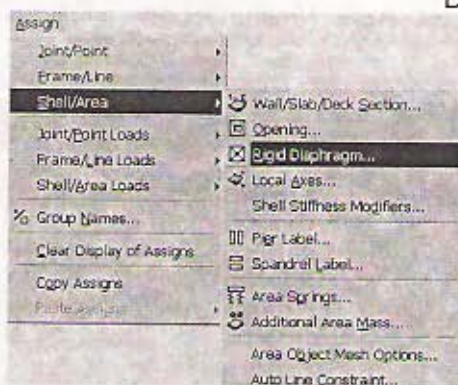 Assign
Joint/Point
Frame/Line
Shell/Area
Joint/Point Loads
Frame/Line Loads
Shell/Area Loads
Group Names...
Clear Display of Assigns
Copy Assigns
Paste Assigns
Wall/Slab/Deck Section...
Opening...
Rigid Diaphragm...
Local Axes...
Shell Stiffness Modifiers...
Pier Label...
Spandrel Label...
Area Springs...
Additional Area Mass...
Area Object Mesh Options...
Auto Line Constraint...